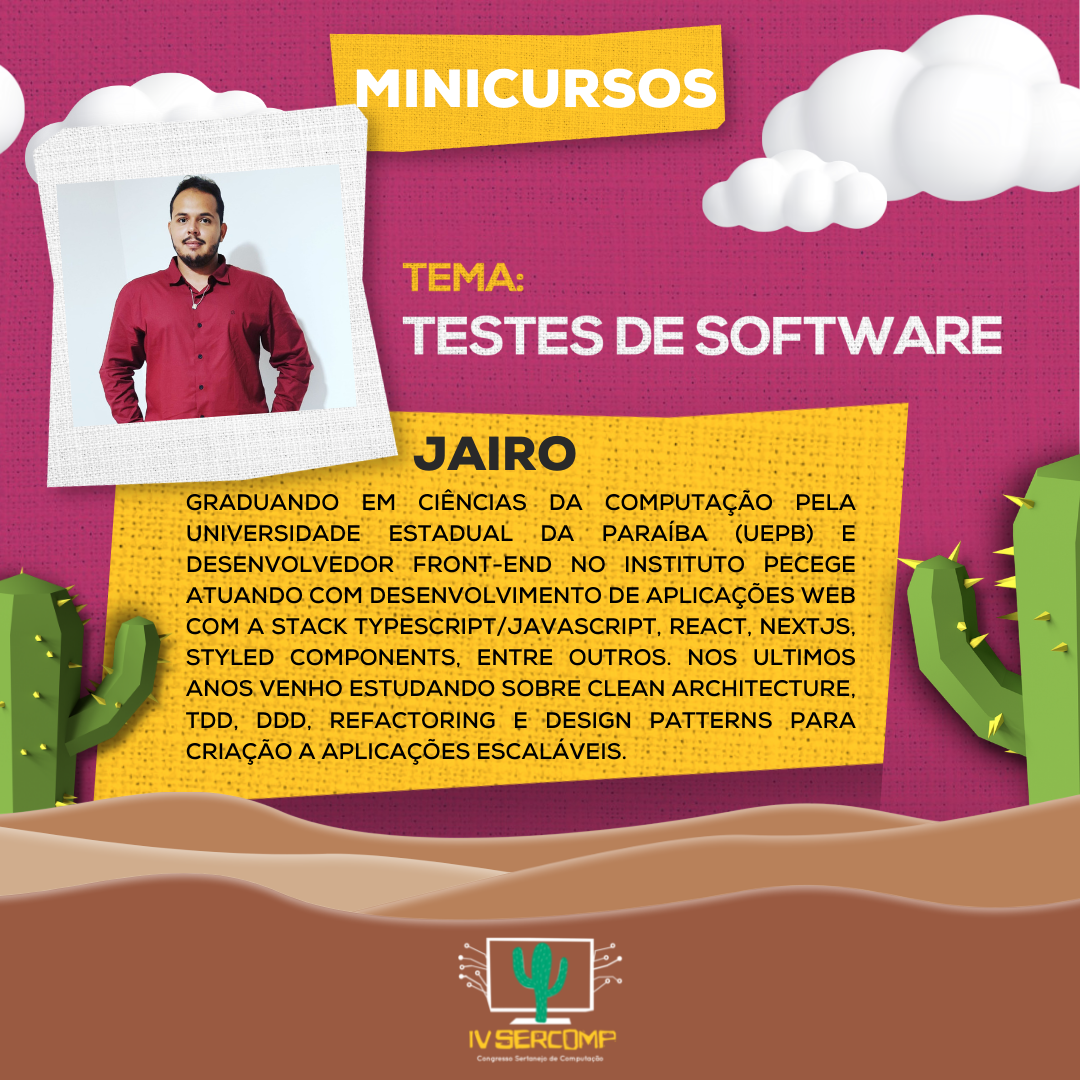 MINICURSOS
TEMA:
TESTES DE SOFTWARE
JAIRO
GRADUANDO EM CIÊNCIAS DA COMPUTAÇÃO PELA
UNIVERSIDADE ESTADUAL DA PARAÍBA (UEPB) E
DESENVOLVEDOR FRONT-END NO INSTITUTO PECEGE
ATUANDO COM DESENVOLVIMENTO DE APLICAÇÕES WEB
COM A STACK TYPESCRIPT/JAVASCRIPT, REACT, NEXTJS,
STYLED COMPONENTS, ENTRE OUTROS. NOS ULTIMOS
ANOS VENHO ESTUDANDO SOBRE CLEAN ARCHITECTURE,
TDD, DDD, REFACTORING E DESIGN PATTERNS PARA
CRIAÇÃO A APLICAÇÕES ESCALÁVEIS.
IV SERCOMP
Congresso Sertanejo de Computação